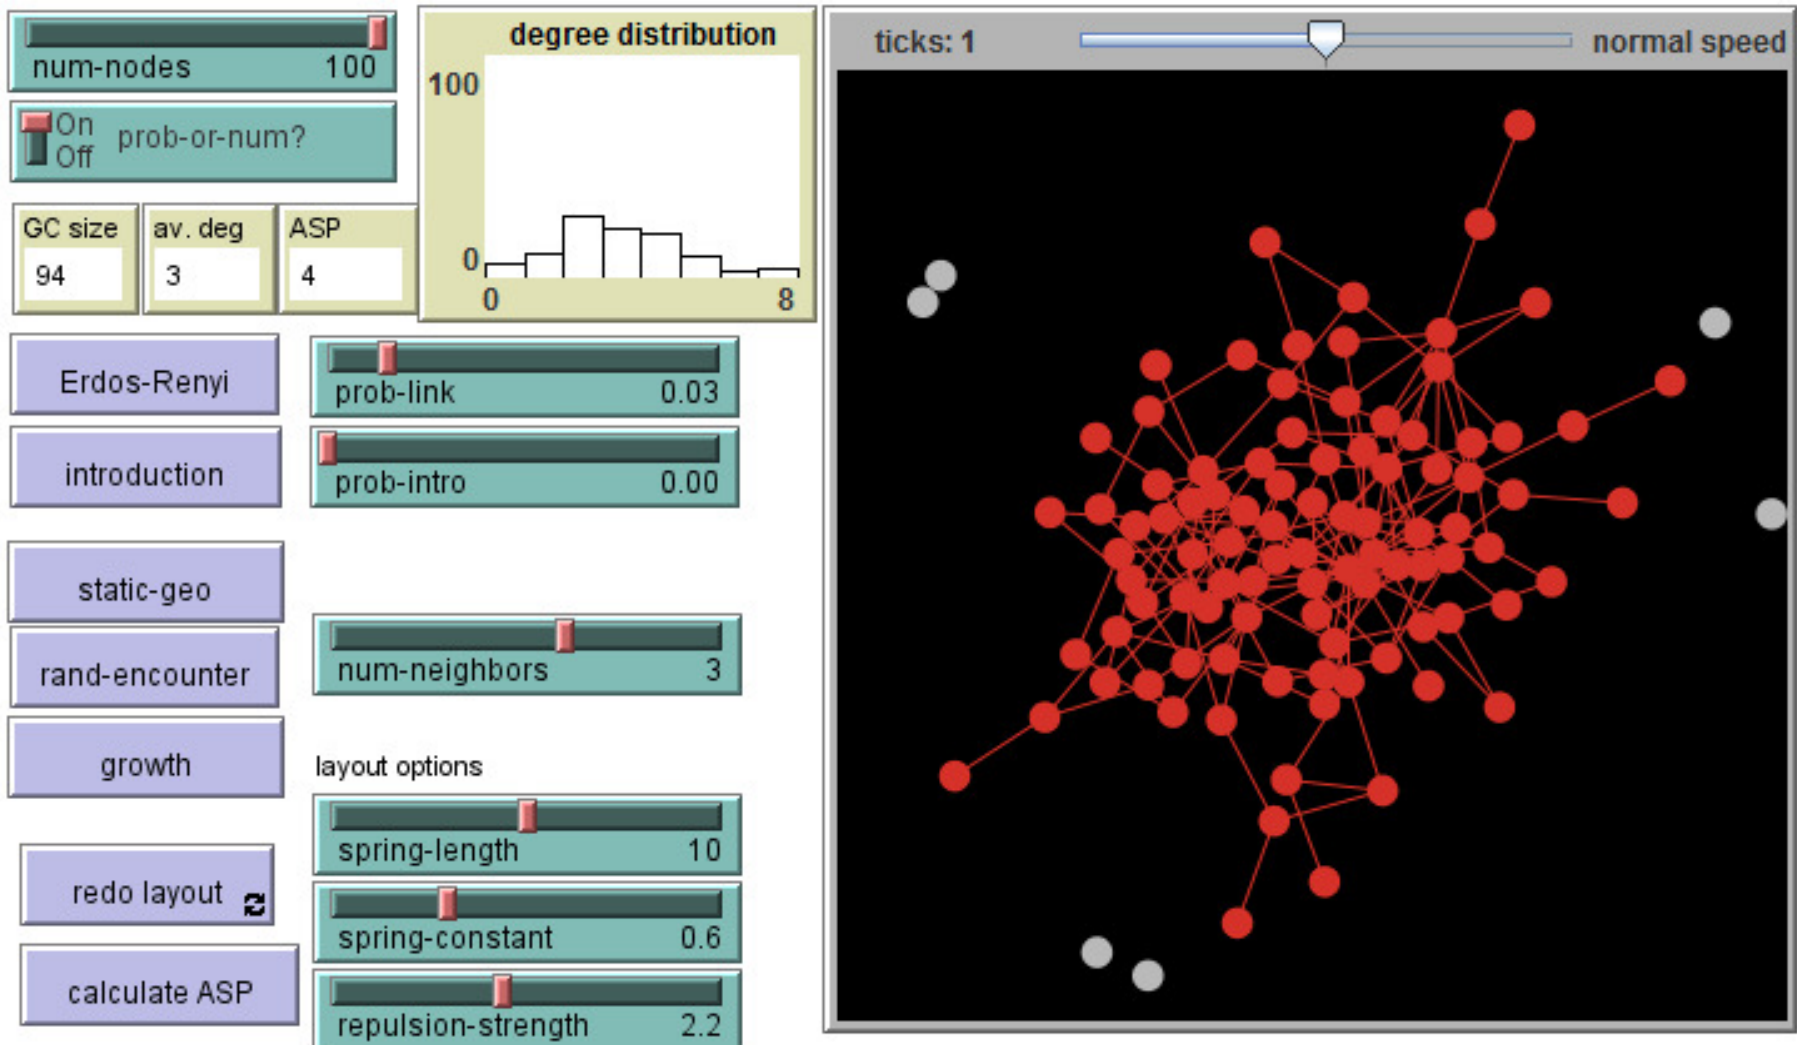 num-nodes 100
On
Off
prob-or-num?
GC size
94
av. deg
3
ASP
4
degree distribution
100
0
0 8
Erdos-Renyi
introduction
prob-link 0.03
prob-intro 0.00
static-geo
rand-encounter
growth
num-neighbors 3
layout options
spring-length 10
spring-constant 0.6
repulsion-strength 2.2
redo layout
calculate ASP
ticks: 1
normal speed